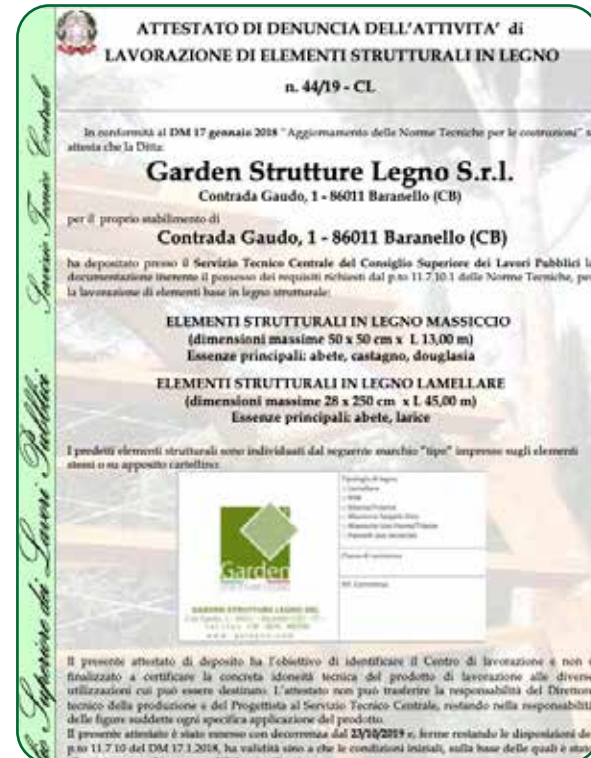 ATTESTATO DI DENUNCIA DELL'ATTIVITA' di
LAVORAZIONE DI ELEMENTI STRUTTURALI IN LEGNO
n. 44/19 - CL
In conformità al DM 17 gennaio 2018 "Aggiornamento delle Norme Tecniche per le costruzioni" s
attesta che la Ditta:
Garden Strutture Legno S.r.l.
Contrada Gaudo, 1 - 86011 Baranello (CB)
per il proprio stabilimento di
Contrada Gaudo, 1 - 86011 Baranello (CB)
ha depositato presso il Servizio Tecnico Centrale del Consiglio Superiore dei Lavori Pubblici la
documentazione inerente il possesso dei requisiti richiesti dal p.to 11.7.10.1 delle Norme Tecniche, per
la lavorazione di elementi base in legno strutturale:
ELEMENTI STRUTTURALI IN LEGNO MASSICCIO
(dimensioni massime 50 x 50 cm x L 13,00 m)
Essenze principali: abete, castagno, douglasia
ELEMENTI STRUTTURALI IN LEGNO LAMELLARE
(dimensioni massime 28 x 250 cm x L 45,00 m)
Essenze principali: abete, larice
I predetti elementi strutturali sono individuati dal seguente marchio "tipo" impresso sugli elementi
stessi o su apposito cartellino:
Garden
STRUTTURE LEGNO
GARDEN STRUTTURE LEGNO SRL
Il presente attestato di deposito ha l'obiettivo di identificare il Centro di lavorazione e non è
finalizzato a certificare la concreta idoneità tecnica del prodotto di lavorazione alle diverse
utilizzazioni cui può essere destinato. L'attestato non può trasferire la responsabilità del Direttore
tecnico della produzione e del Progettista al Servizio Tecnico Centrale, restando nella responsabilità
delle figure suddette ogni specifica applicazione del prodotto.
Il presente attestato è stato emesso con decorrenza dal 23/10/2019 e, ferme restando le disposizioni de
p.to 11.7.10 del DM 17.1.2018, ha validità sino a che le condizioni iniziali, sulla base delle quali è stato
Superiore dei Lavori Pubblici
Servizio Tecnico Centrale